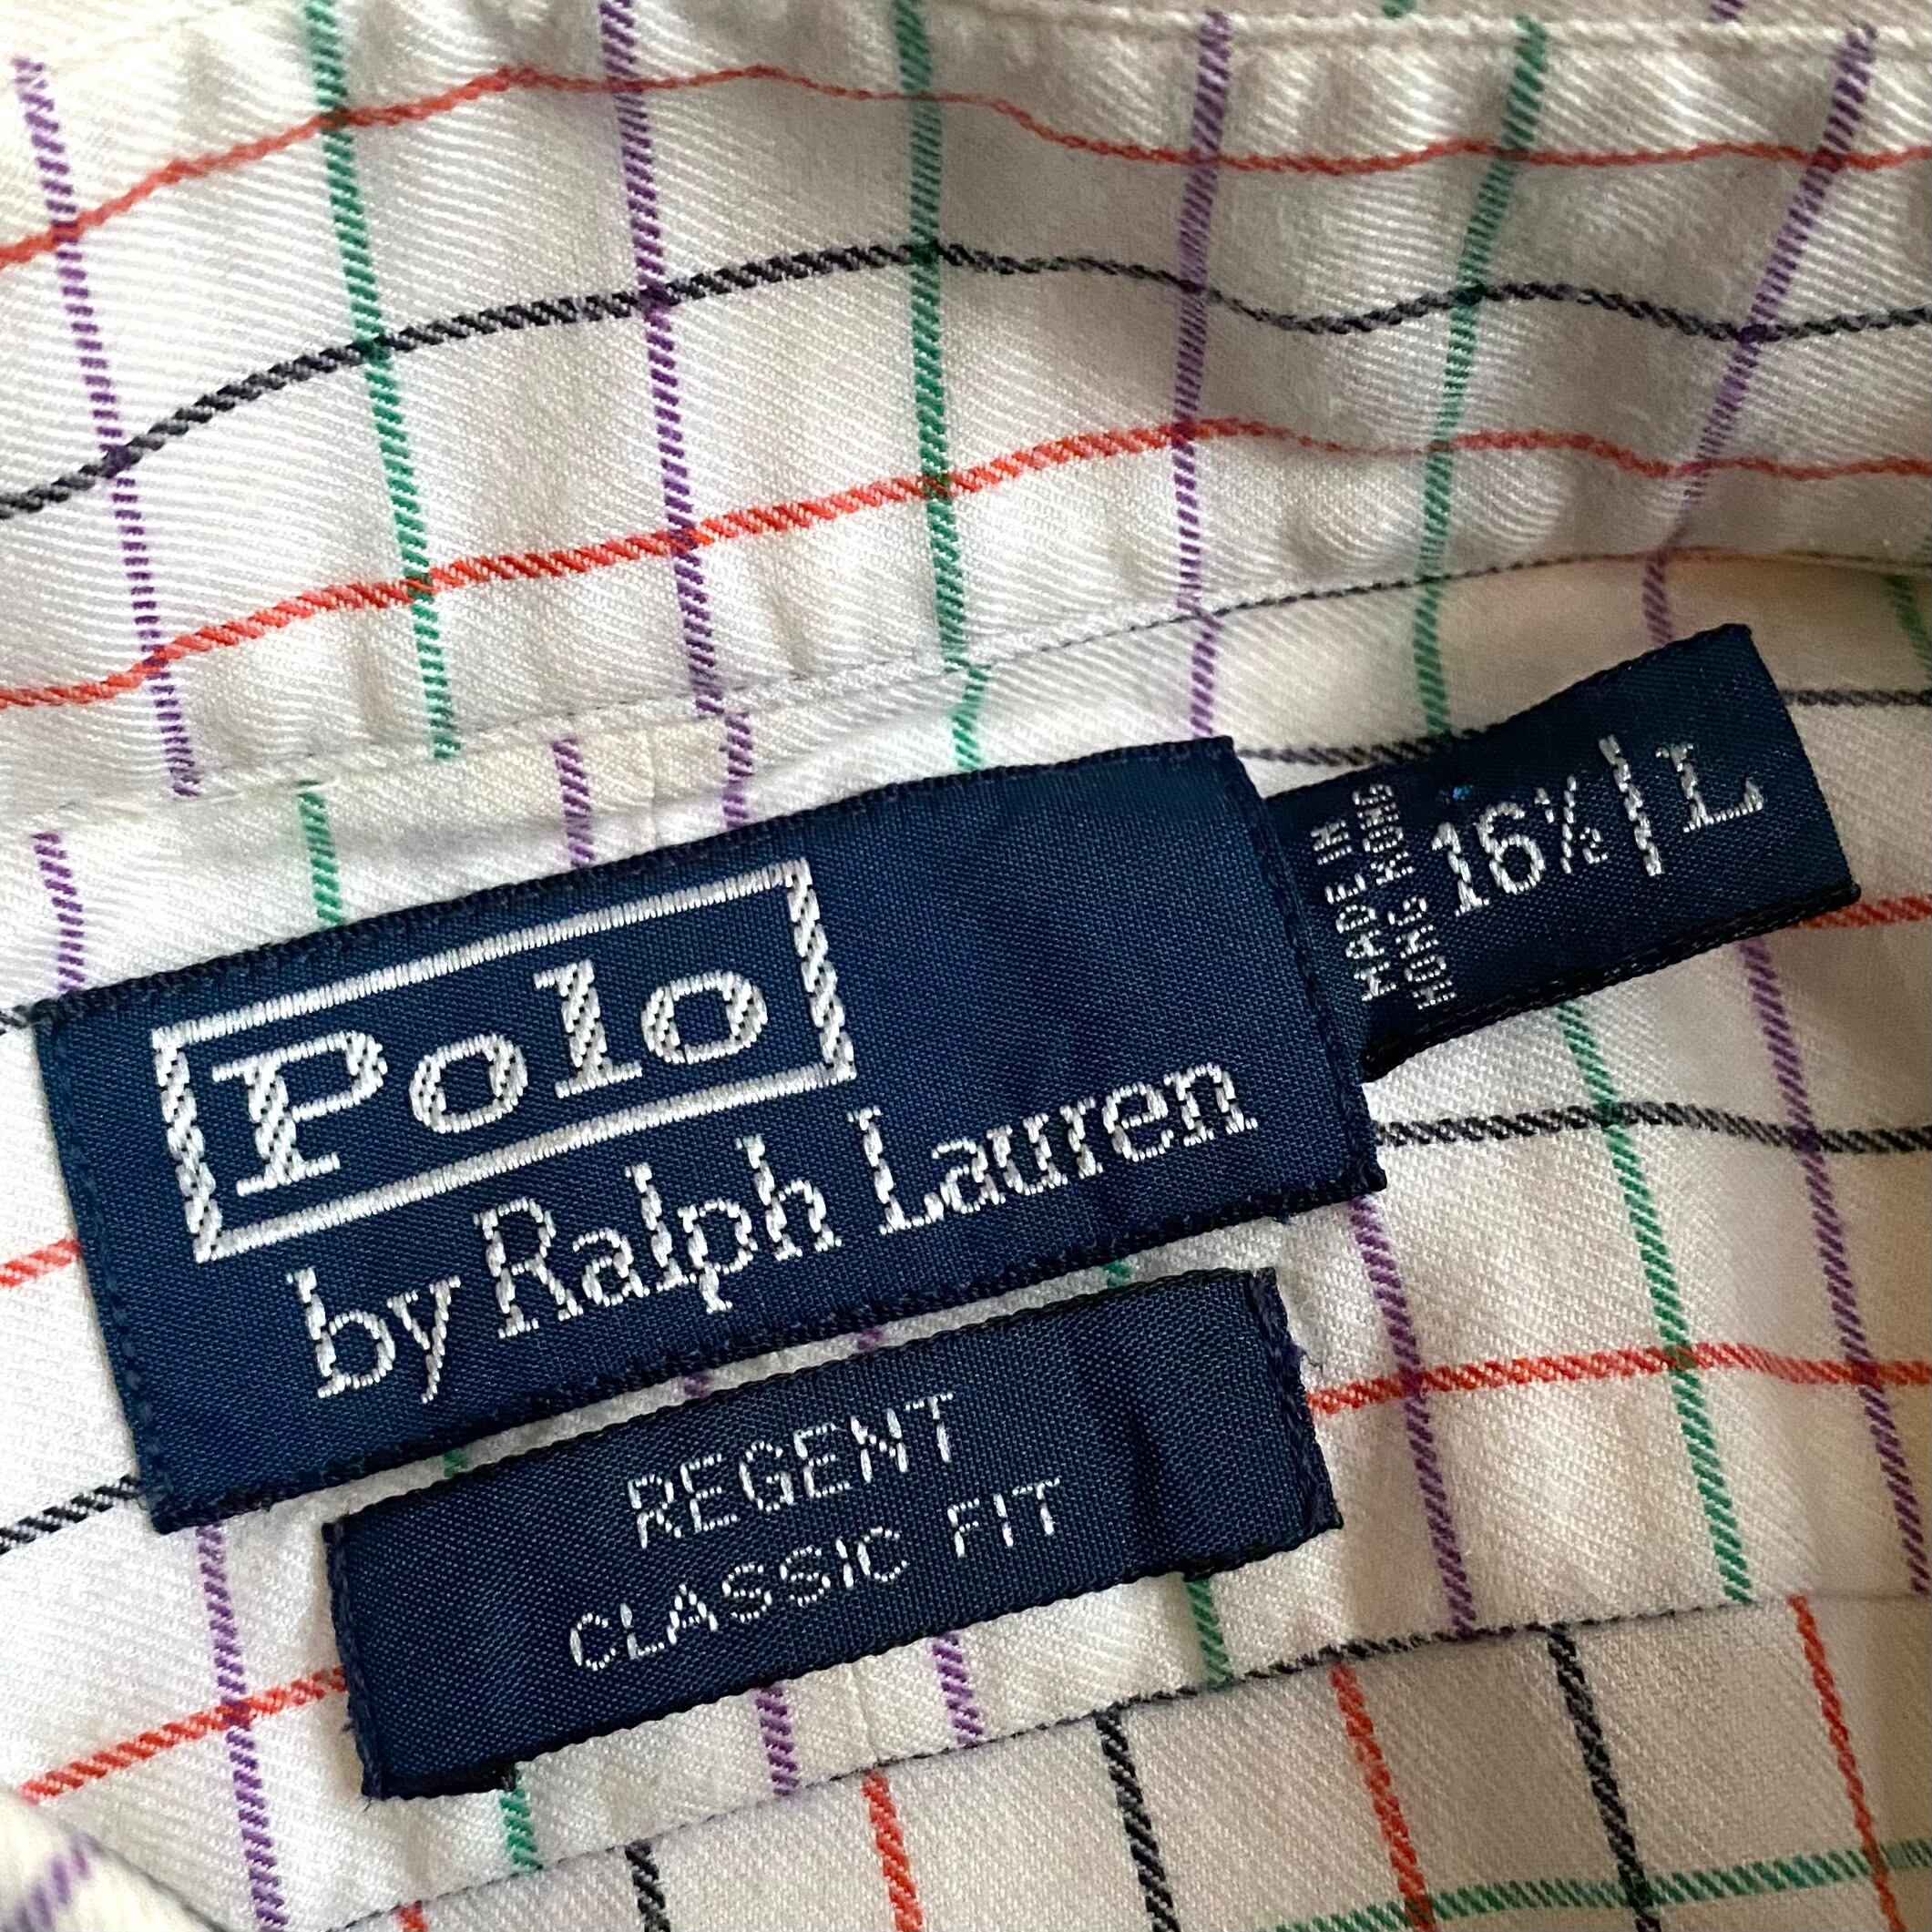 Polo
by Ralph Lauren
MADE IN
HONG KONG
16½ | L
REGENT
CLASSIC FIT